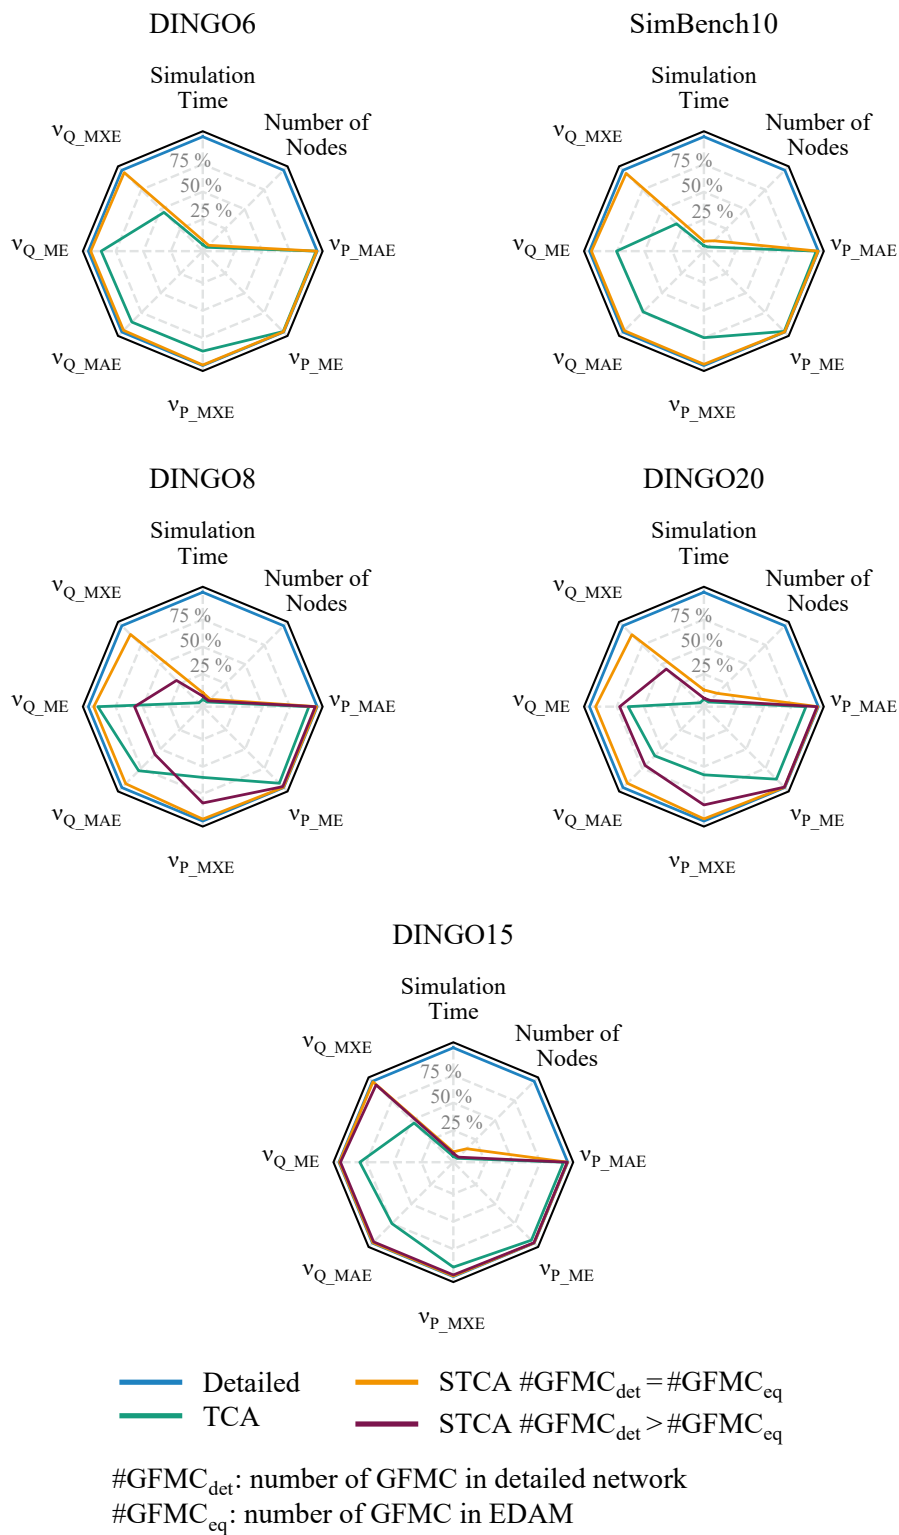 DINGO6
SimBench10
Simulation
Time
Number of
Nodes
νQ_MXE
75 %
50 %
25 %
νQ_ME
νP_MAE
νQ_MAE
νP_ME
νP_MXE
Simulation
Time
Number of
Nodes
νQ_MXE
75 %
50 %
25 %
νQ_ME
νP_MAE
νQ_MAE
νP_ME
νP_MXE
DINGO8
DINGO20
Simulation
Time
Number of
Nodes
νQ_MXE
75 %
50 %
25 %
νQ_ME
νP_MAE
νQ_MAE
νP_ME
νP_MXE
Simulation
Time
Number of
Nodes
νQ_MXE
75 %
50 %
25 %
νQ_ME
νP_MAE
νQ_MAE
νP_ME
νP_MXE
DINGO15
Simulation
Time
Number of
Nodes
νQ_MXE
75 %
50 %
25 %
νQ_ME
νP_MAE
νQ_MAE
νP_ME
νP_MXE
Detailed
TCA
STCA #GFMCdet = #GFMCeq
STCA #GFMCdet > #GFMCeq
#GFMCdet: number of GFMC in detailed network
#GFMCeq: number of GFMC in EDAM